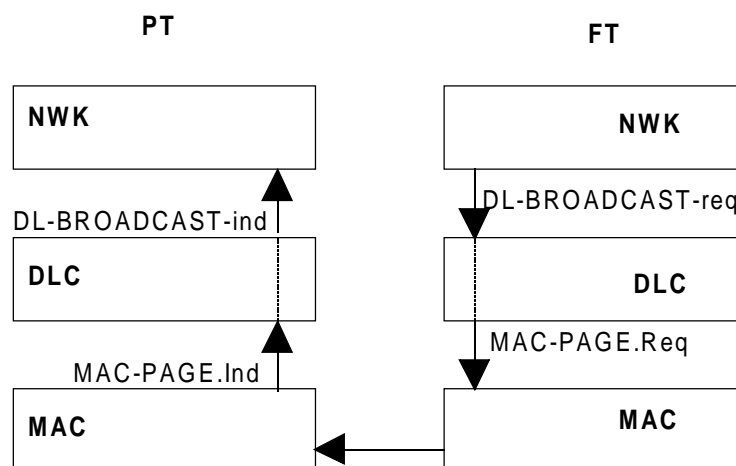 PT FT
NWK NWK
DL-BROADCAST-ind DL-BROADCAST-req
DLC DLC
MAC-PAGE.Ind MAC-PAGE.Req
MAC MAC